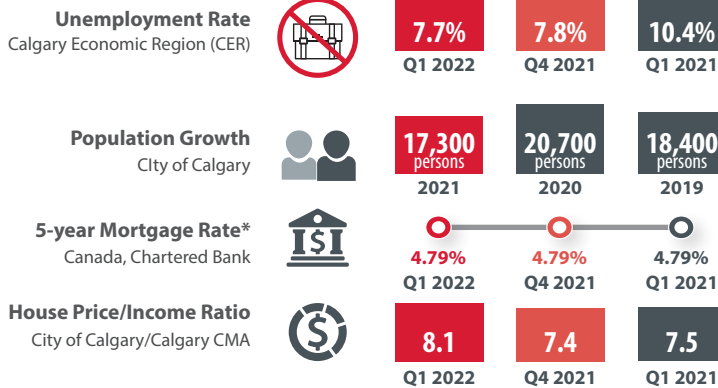 Unemployment Rate
Calgary Economic Region (CER)
7.7% 7.8% 10.4%
Q1 2022 Q4 2021 Q1 2021
Population Growth
CIty of Calgary
17,300 20,700 18,400
persons persons persons
2021 2020 2019
5-year Mortgage Rate*
Canada, Chartered Bank
4.79% 4.79% 4.79%
Q1 2022 Q4 2021 Q1 2021
House Price/Income Ratio
City of Calgary/Calgary CMA
$
8.1 7.4 7.5
Q1 2022 Q4 2021 Q1 2021